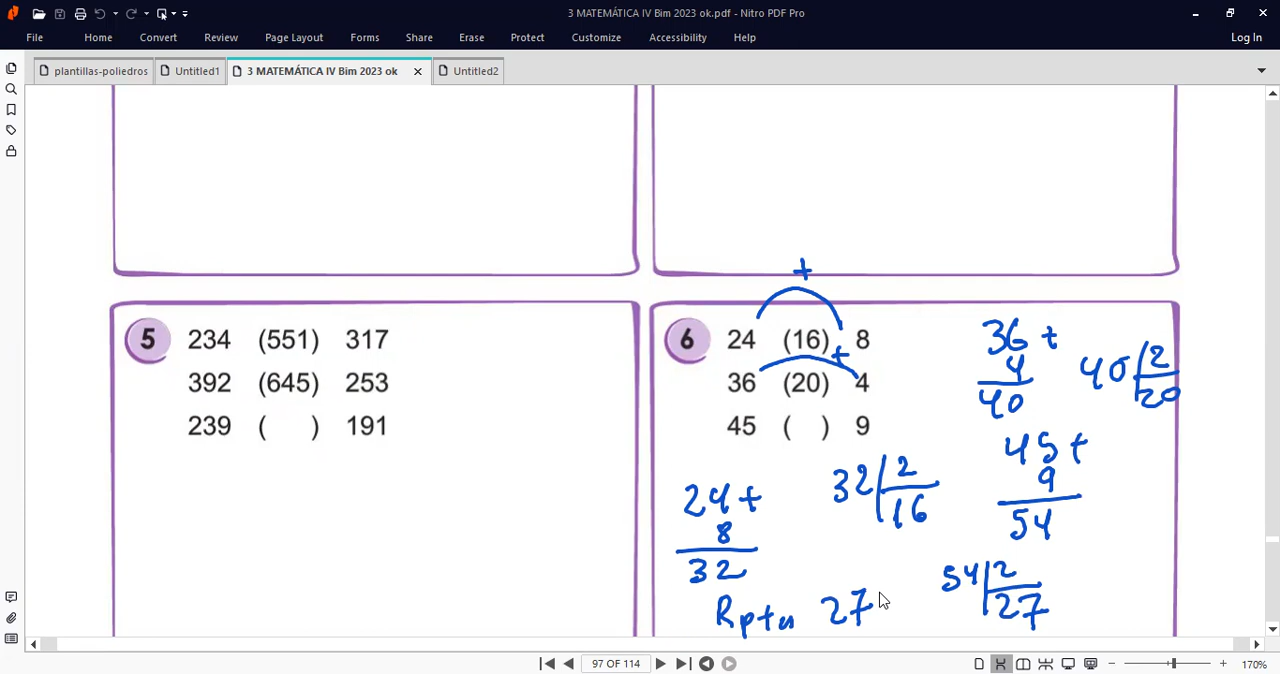 3 MATEMÁTICA IV Bim 2023 ok.pdf - Nitro PDF Pro
File Home Convert Review Page Layout Forms Share Erase Protect Customize Accessibility Help Log In
plantillas-poliedros Untitled1 3 MATEMÁTICA IV Bim 2023 ok Untitled2
5
234 (551) 317
392 (645) 253
239 ( ) 191
+
6
24 (16) 8
+
36 (20) 4
45 ( ) 9
36 +
4
40
40 2
20
45 +
9
54
24 +
8
32
32 2
16
54 2
27
Rpta 27
97 OF 114
170%